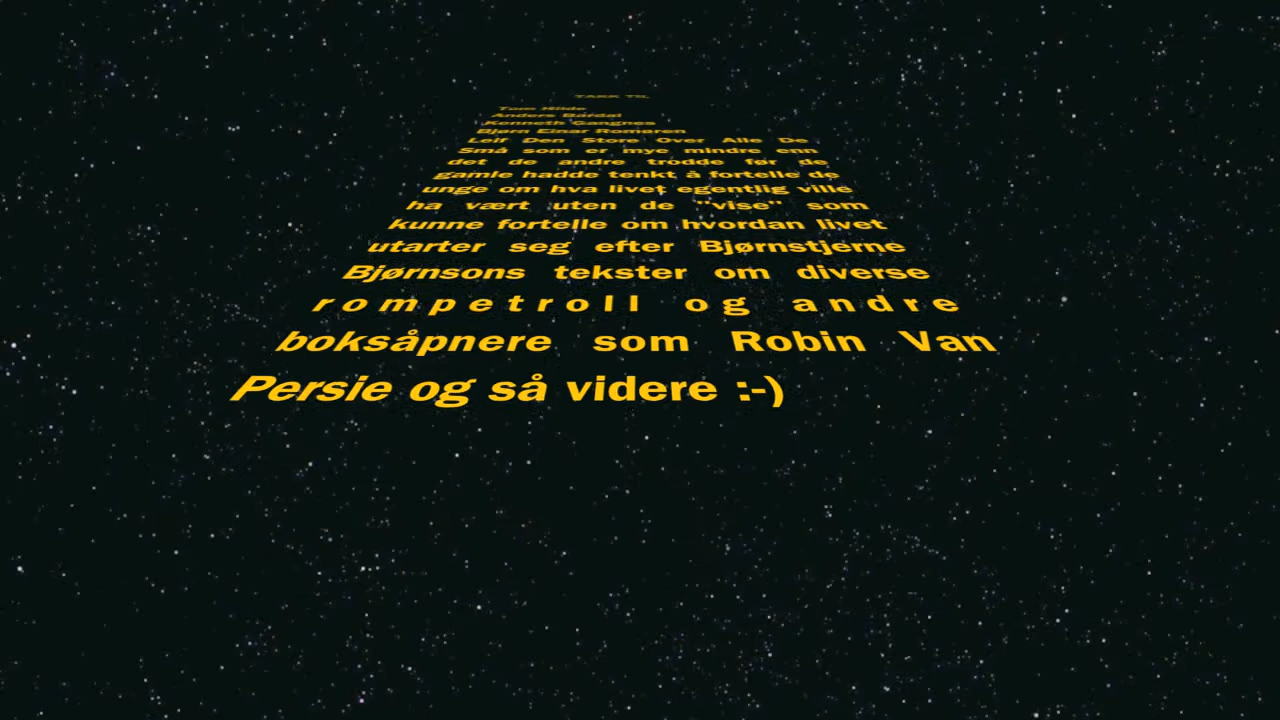 TAKK TIL
Tom Hilde
Anders Bardal
Kenneth Gangnes
Bjørn Einar Romøren
Leif Den Store Over Alle De
Små som er mye mindre enn
det de andre trodde før de
gamle hadde tenkt å fortelle de
unge om hva livet egentlig ville
ha vært uten de "vise" som
kunne fortelle om hvordan livet
utarter seg efter Bjørnstjerne
Bjørnsons tekster om diverse
rompetroll og andre
boksåpnere som Robin Van
Persie og så videre :-)